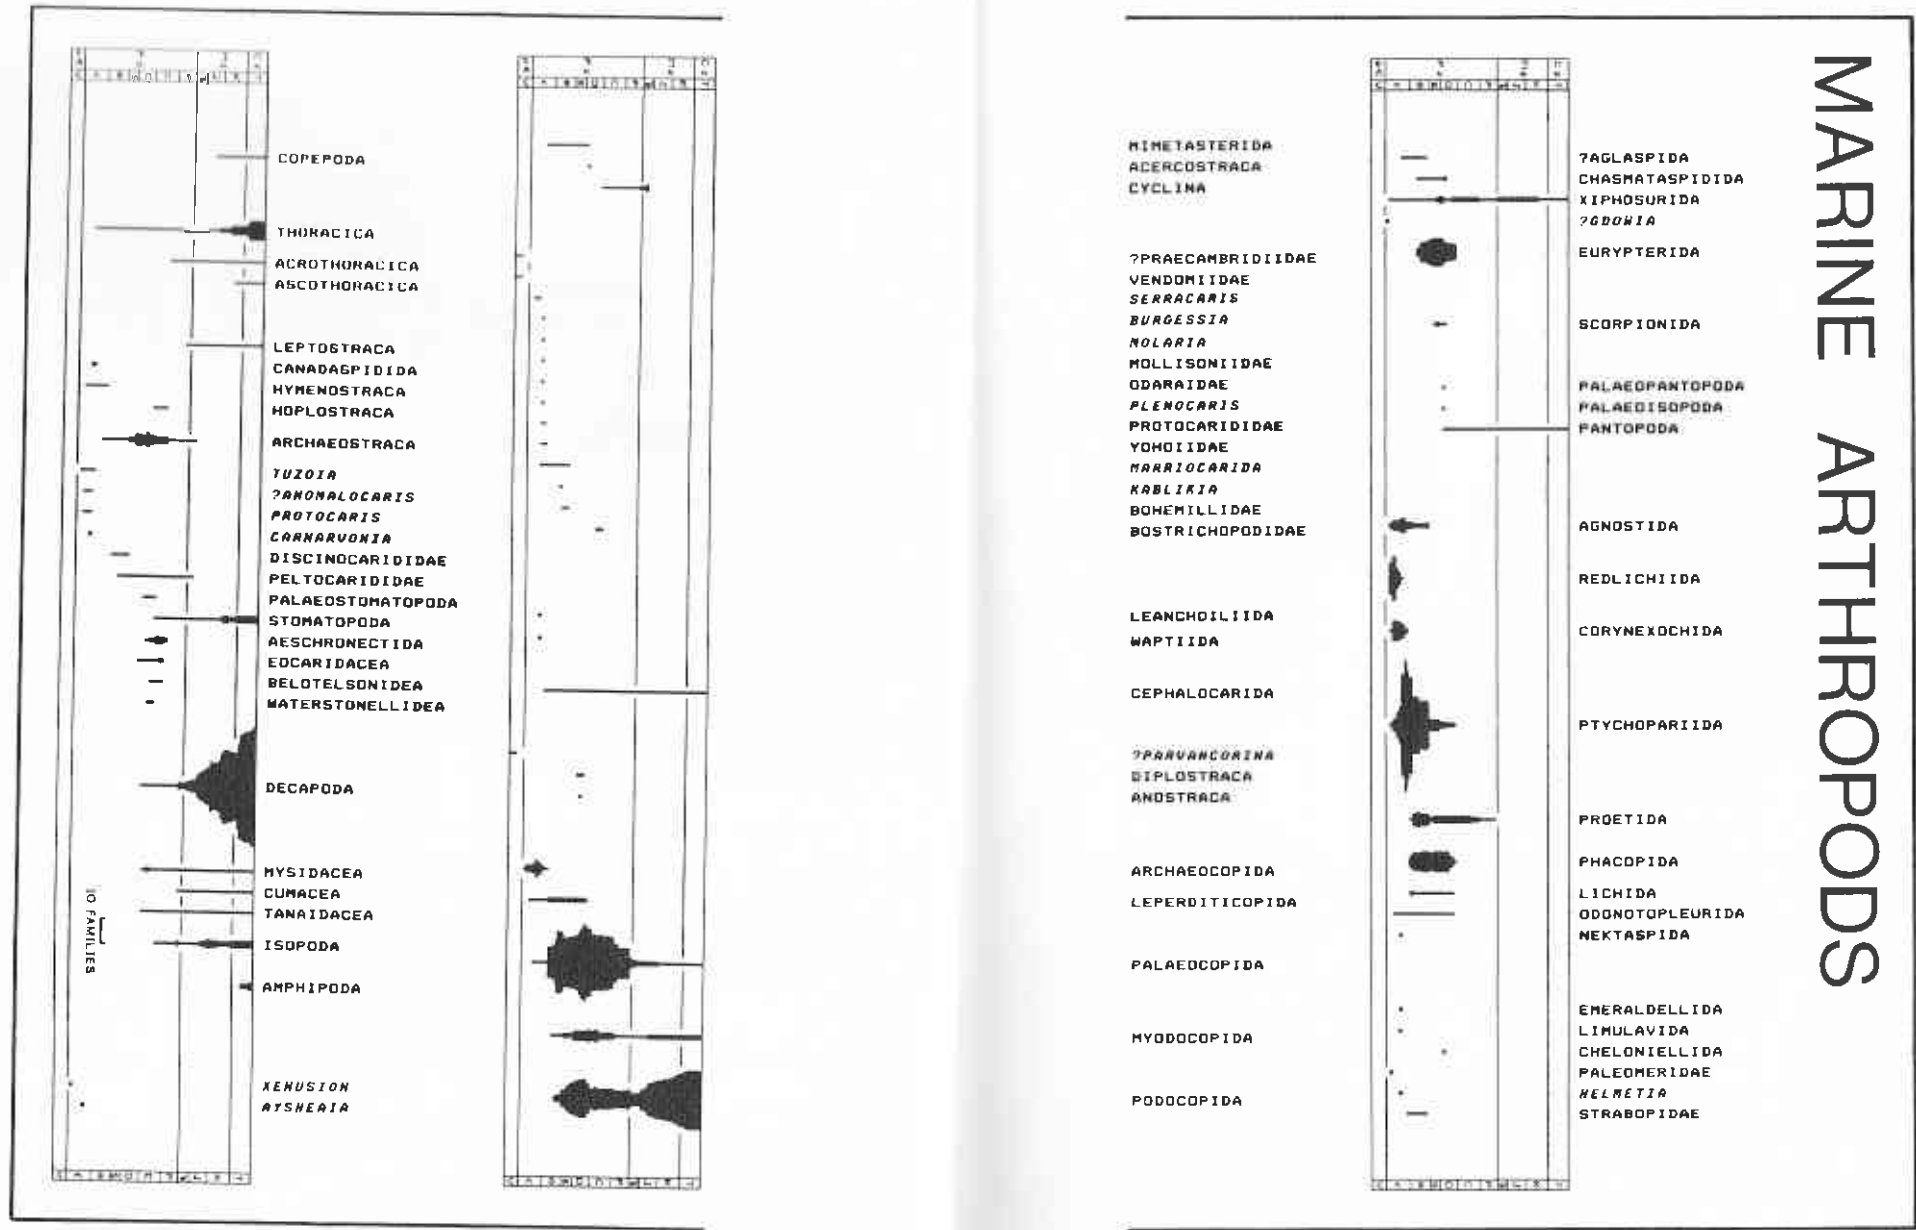 COPEPODA
THORACICA
ACROTHORACICA
ASCOTHORACICA
LEPTOSTRACA
CANADASPIDIDA
HYMENOSTRACA
HOPLOSTRACA
ARCHAEOSTRACA
TUZOIA
?ANOMALOCARIS
PROTOCARIS
CARNARVONIA
DISCINOCARIDIDAE
PELTOCARIDIDAE
PALAEOSTOMATOPODA
STOMATOPODA
AESCHRONECTIDA
EOCARIDACEA
BELOTELSONIDEA
WATERSTONELLIDEA
DECAPODA
MYSIDACEA
CUMACEA
TANAIDACEA
ISOPODA
AMPHIPODA
XENUSION
AYSHEAIA
10 FAMILIES
MIMETASTERIDA
ACERCOSTRACA
CYCLINA
?PRAECAMBRIDIIDAE
VENDOMIIDAE
SERRACARIS
BURGESSIA
MOLARIA
MOLLISONIIDAE
ODARAIDAE
PLENOCARIS
PROTOCARIDIDAE
YOHOIIDAE
MARRIOCARIDA
KABLIKIA
BOHEMILLIDAE
BOSTRICHOPODIDAE
LEANCHOILIIDA
WAPTIIDA
CEPHALOCARIDA
?PARVANCORINA
DIPLOSTRACA
ANOSTRACA
ARCHAEOCOPIDA
LEPERDITICOPIDA
PALAEOCOPIDA
MYODOCOPIDA
PODOCOPIDA
?AGLASPIDA
CHASMATASPIDIDA
XIPHOSURIDA
?GDOWIA
EURYPTERIDA
SCORPIONIDA
PALAEOPANTOPODA
PALAEOISOPODA
PANTOPODA
AGNOSTIDA
REDLICHIIDA
CORYNEXOCHIDA
PTYCHOPARIIDA
PROETIDA
PHACOPIDA
LICHIDA
ODONOTOPLEURIDA
NEKTASPIDA
EMERALDELLIDA
LIMULAVIDA
CHELONIELLIDA
PALEOMERIDAE
HELMETIA
STRABOPIDAE
MARINE ARTHROPODS